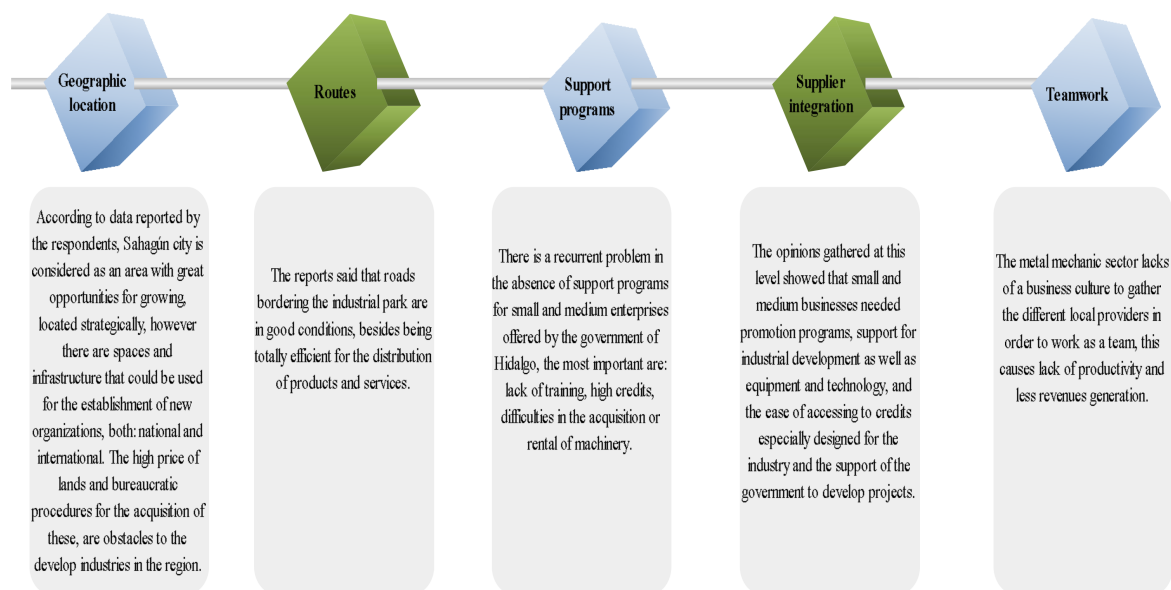 Geographic
location
Routes
Support
programs
Supplier
integration
Teamwork
According to data reported by
the respondents, Sahagún city is
considered as an area with great
opportunities for growing,
located strategically, however
there are spaces and
infrastructure that could be used
for the establishment of new
organizations, both: national and
international. The high price of
lands and bureaucratic
procedures for the acquisition of
these, are obstacles to the
develop industries in the region.
The reports said that roads
bordering the industrial park are
in good conditions, besides being
totally efficient for the distribution
of products and services.
There is a recurrent problem in
the absence of support programs
for small and medium enterprises
offered by the government of
Hidalgo, the most important are:
lack of training, high credits,
difficulties in the acquisition or
rental of machinery.
The opinions gathered at this
level showed that small and
medium businesses needed
promotion programs, support for
industrial development as well as
equipment and technology, and
the ease of accessing to credits
especially designed for the
industry and the support of the
government to develop projects.
The metal mechanic sector lacks
of a business culture to gather
the different local providers in
order to work as a team, this
causes lack of productivity and
less revenues generation.